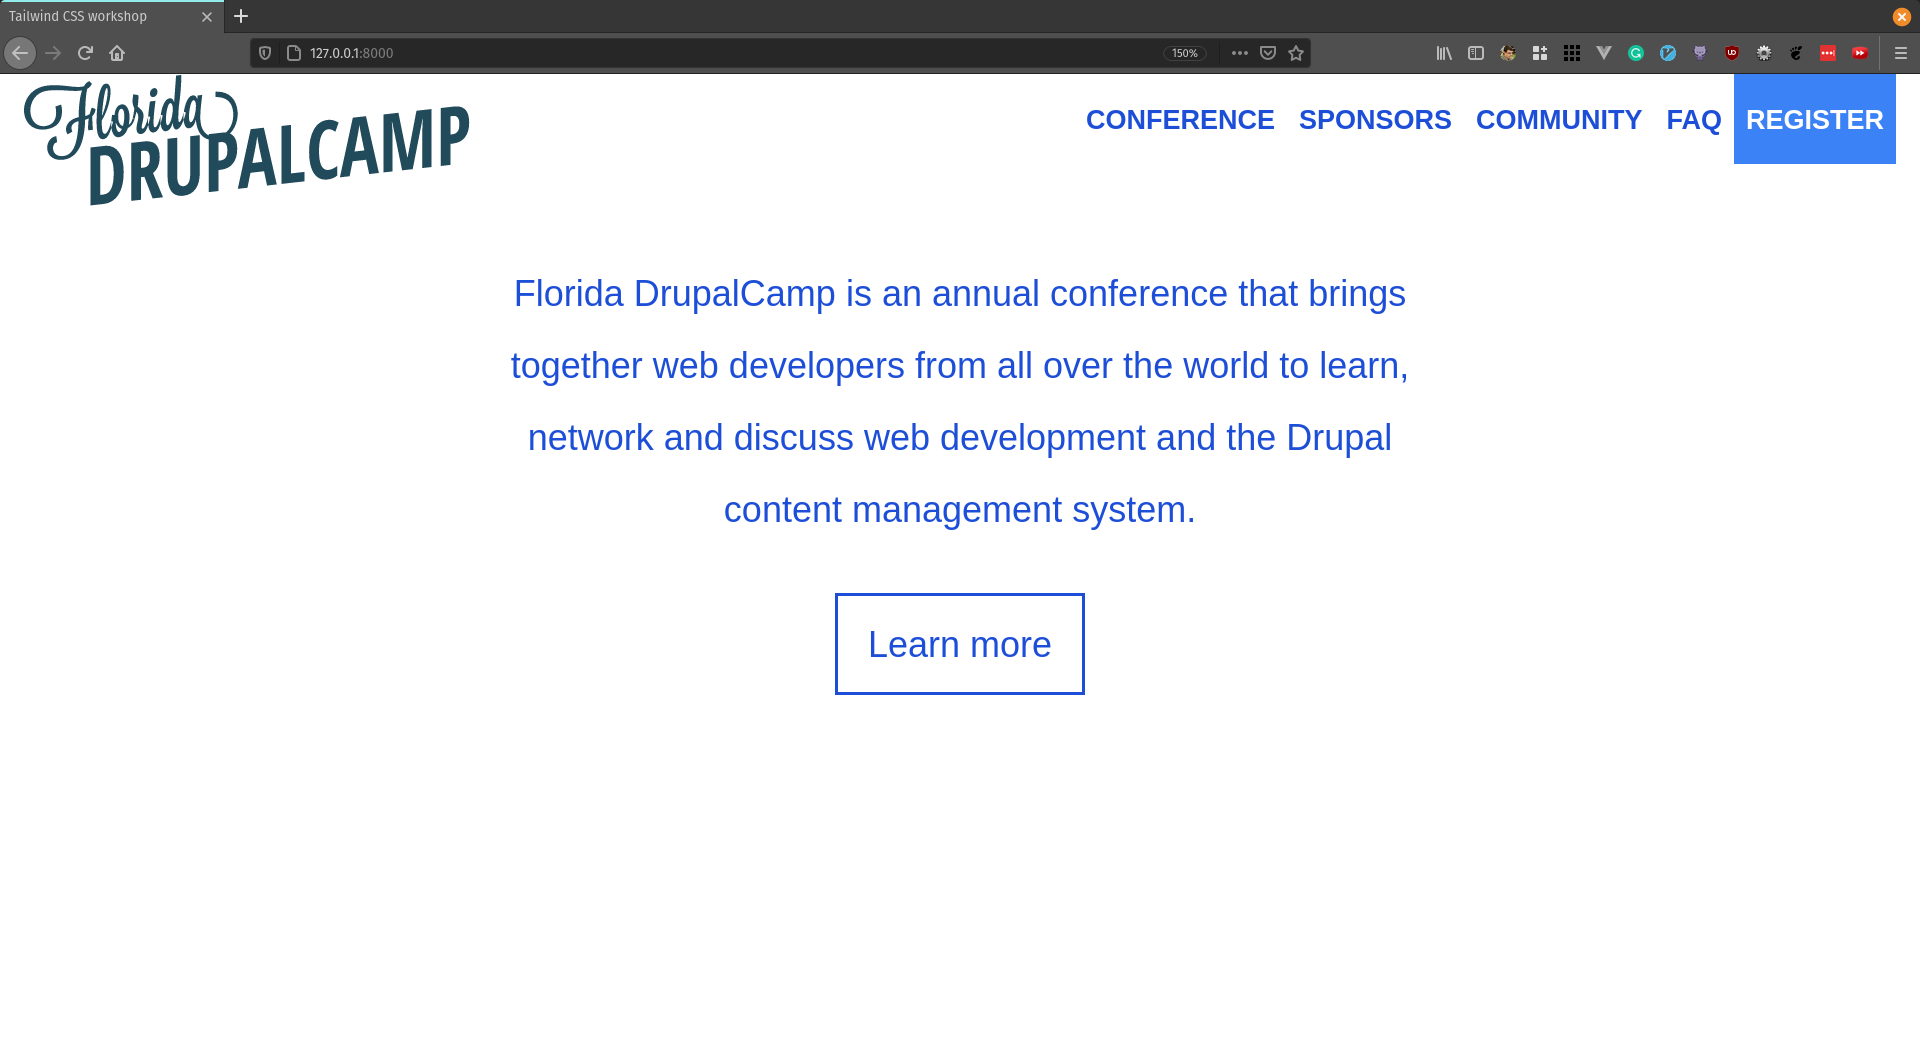 Tailwind CSS workshop
127.0.0.1:8000
150%
Florida
DRUPALCAMP
CONFERENCE SPONSORS COMMUNITY FAQ REGISTER
Florida DrupalCamp is an annual conference that brings
together web developers from all over the world to learn,
network and discuss web development and the Drupal
content management system.
Learn more